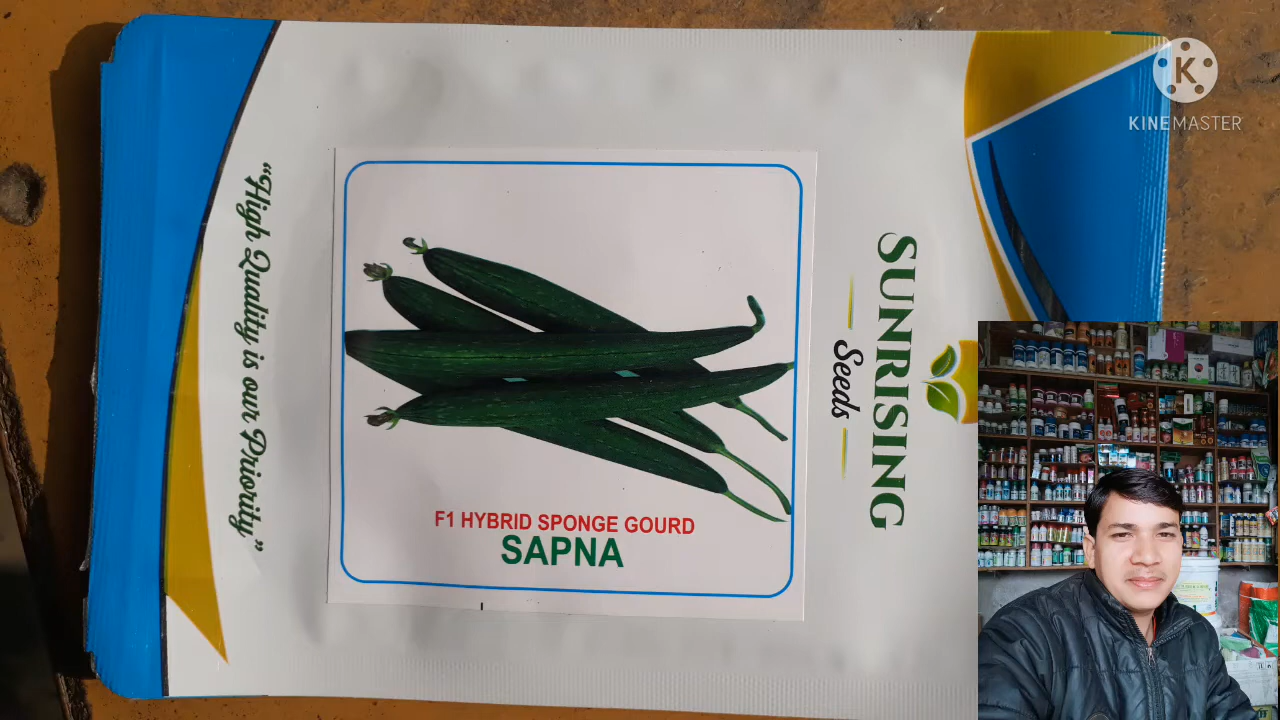 SUNRISING
Seeds
F1 HYBRID SPONGE GOURD
SAPNA
“High Quality is our Priority”
K
KINEMASTER